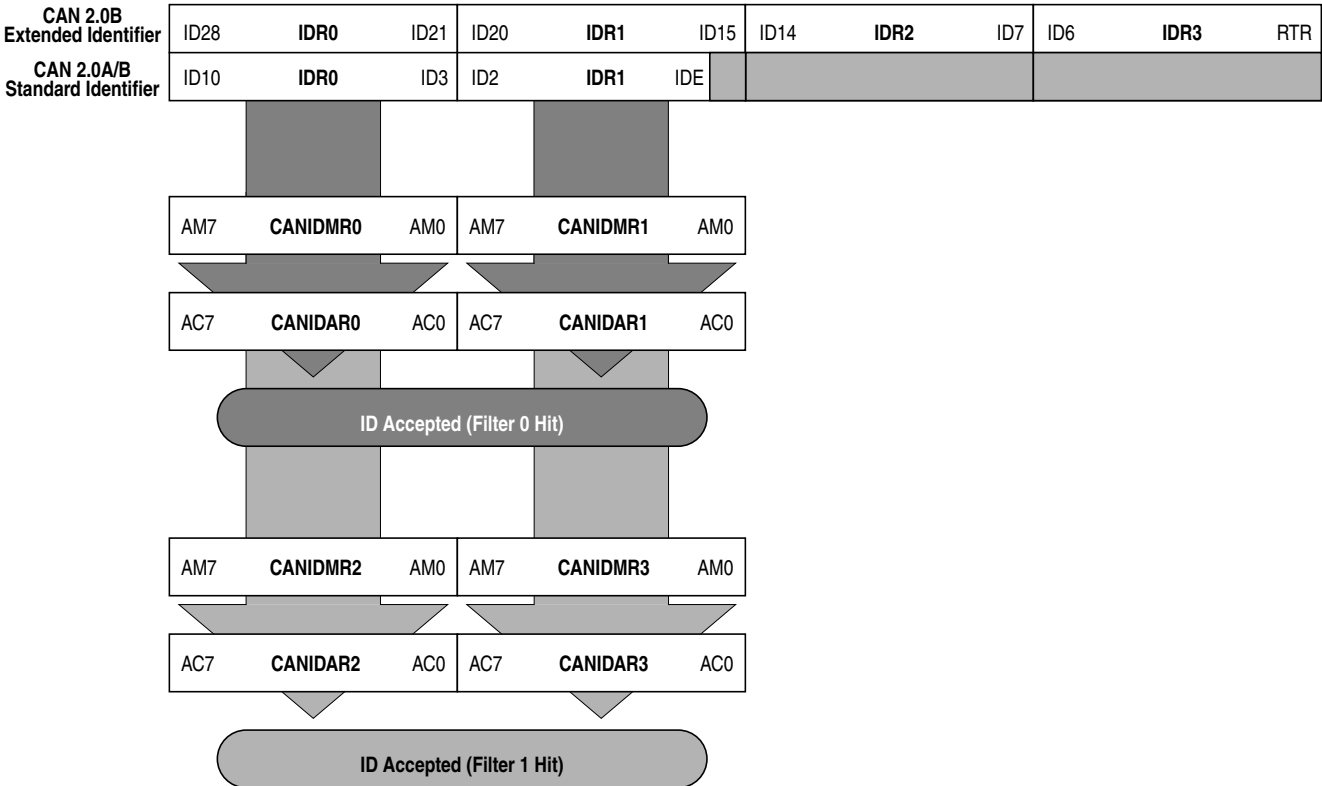 CAN 2.0B
Extended Identifier ID28 IDR0 ID21 ID20 IDR1 ID15 ID14 IDR2 ID7 ID6 IDR3 RTR
CAN 2.0A/B
Standard Identifier ID10 IDR0 ID3 ID2 IDR1 IDE
AM7 CANIDMR0 AM0 AM7 CANIDMR1 AM0
AC7 CANIDAR0 AC0 AC7 CANIDAR1 AC0
ID Accepted (Filter 0 Hit)
AM7 CANIDMR2 AM0 AM7 CANIDMR3 AM0
AC7 CANIDAR2 AC0 AC7 CANIDAR3 AC0
ID Accepted (Filter 1 Hit)